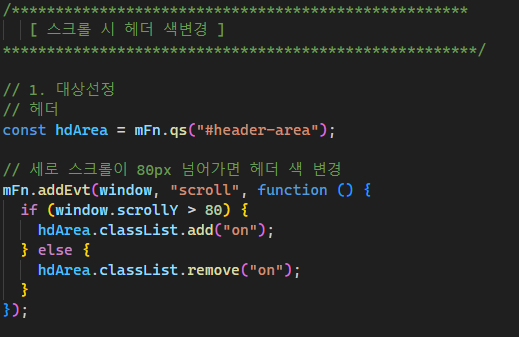 /****************************************************
[ 스크롤 시 헤더 색변경 ]
******************************************************/
// 1. 대상선정
// 헤더
const hdArea = mFn.qs("#header-area");
// 세로 스크롤이 80px 넘어가면 헤더 색 변경
mFn.addEvt(window, "scroll", function () {
if (window.scrollY > 80) {
hdArea.classList.add("on");
} else {
hdArea.classList.remove("on");
}
});